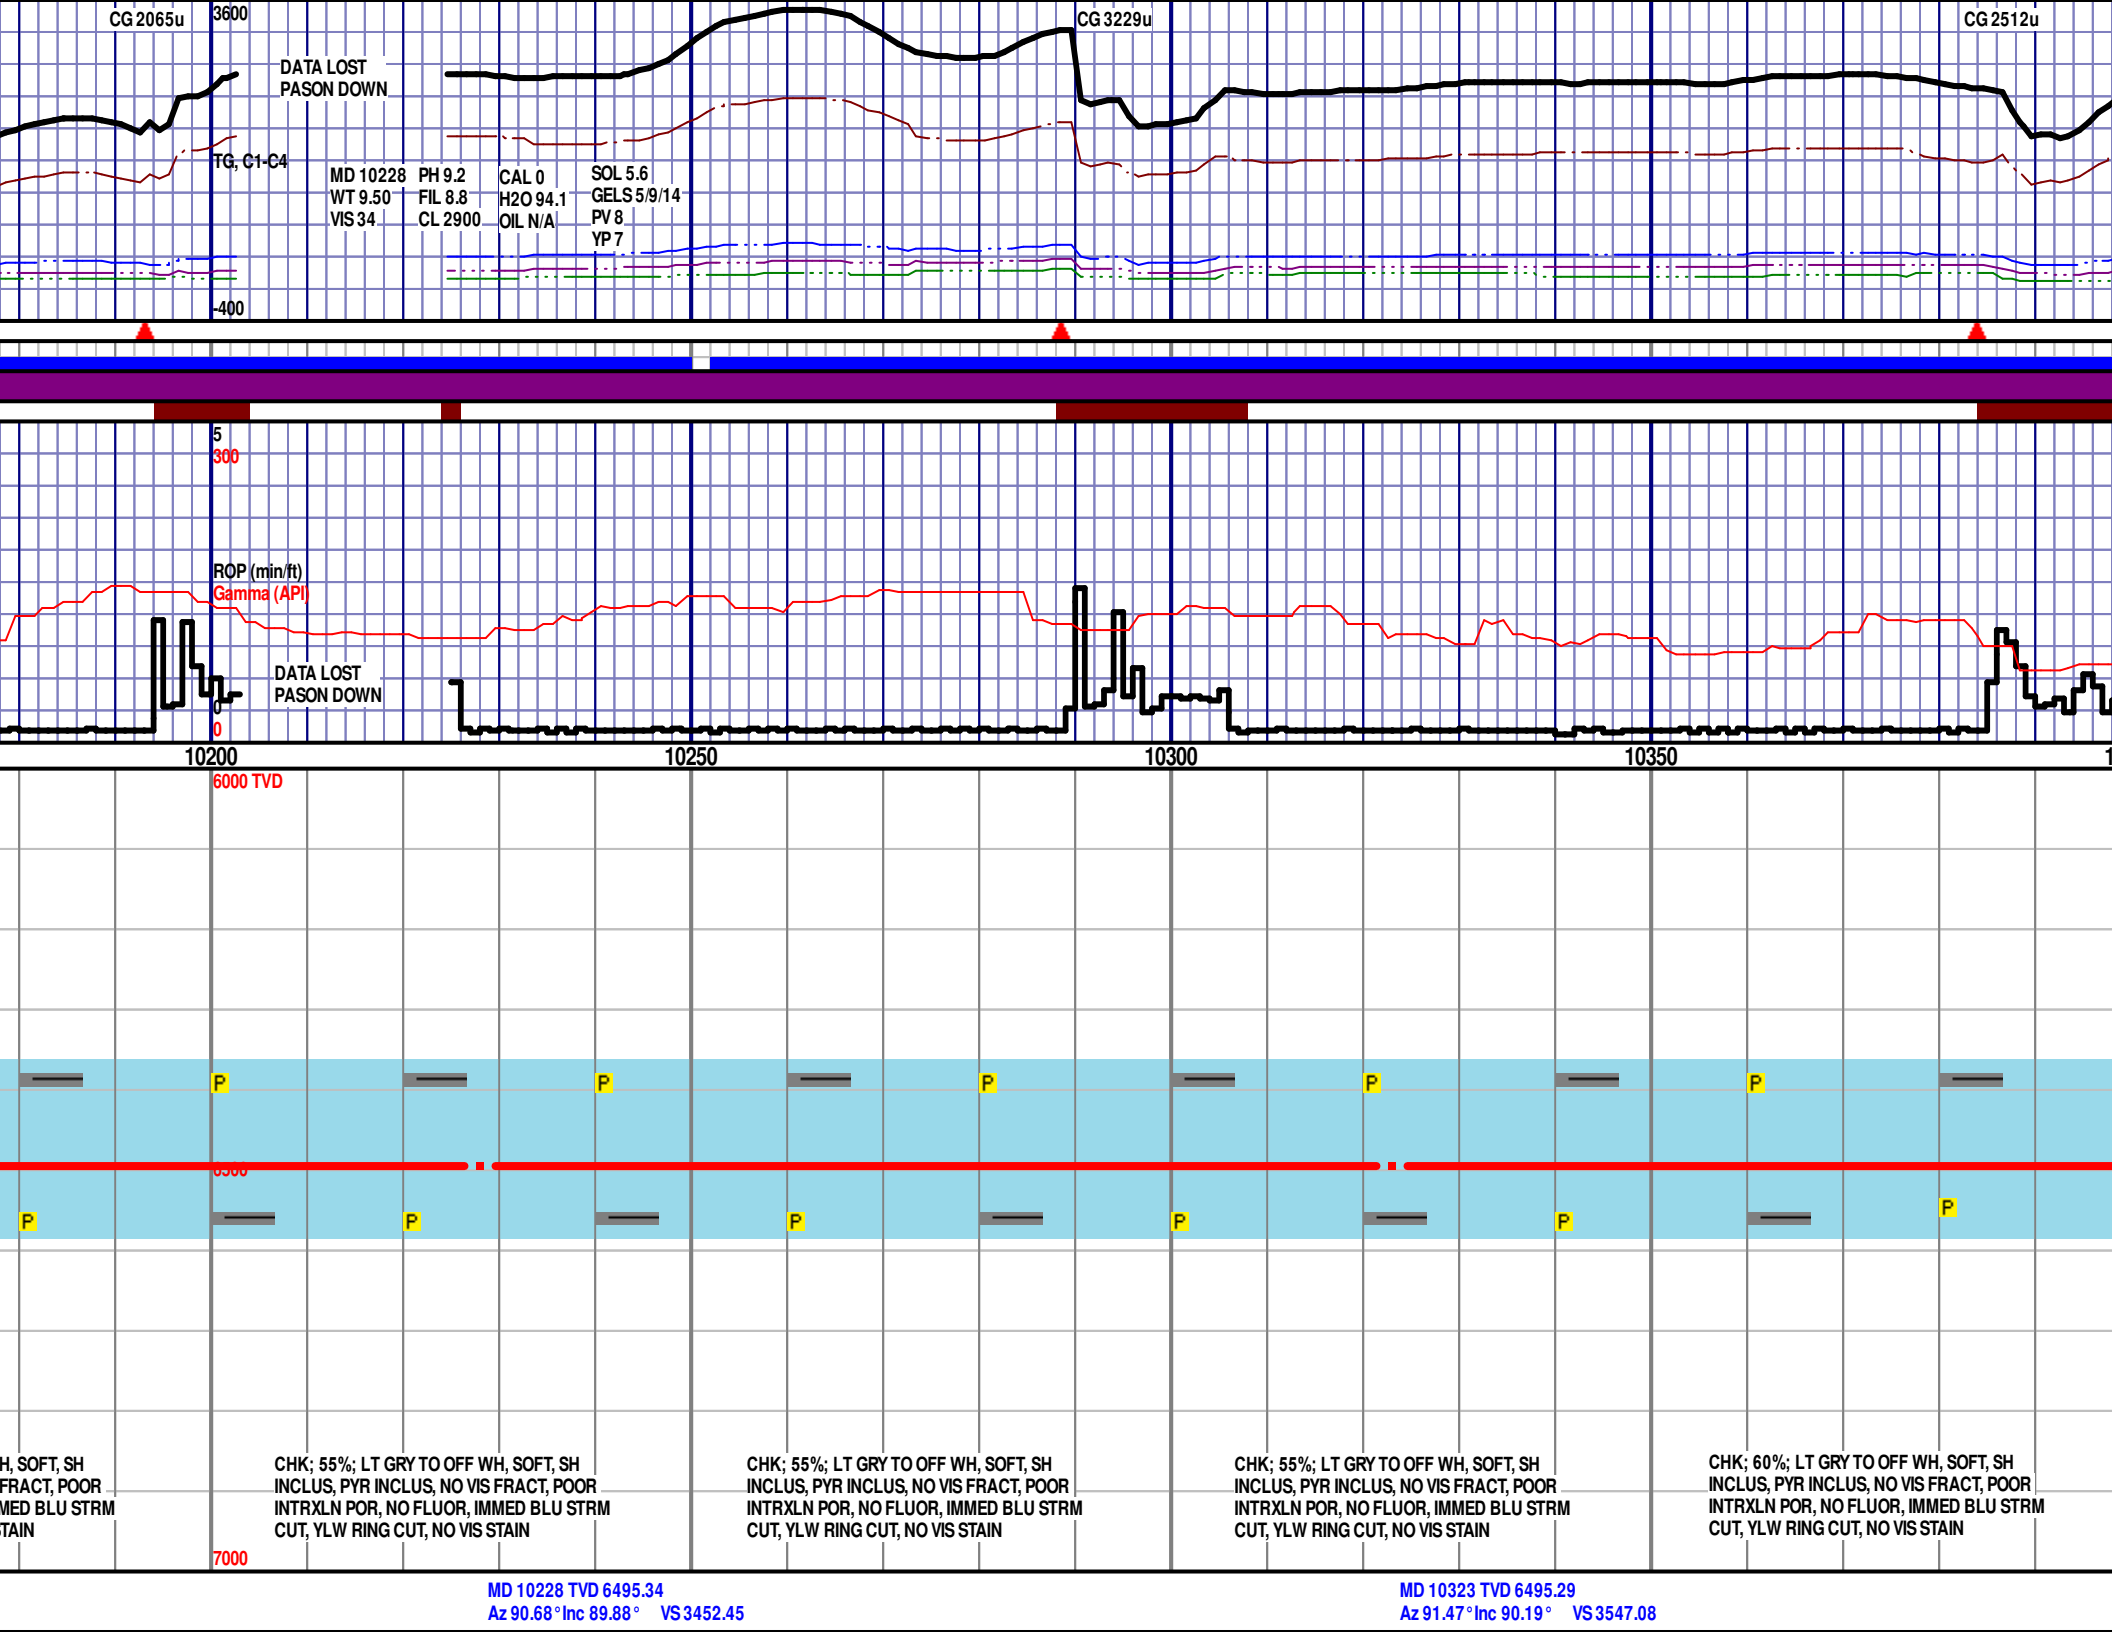 CG 2065u
3600
CG 3229u
CG 2512u
DATA LOST
PASON DOWN
TG, C1-C4
MD 10228 PH 9.2 CAL 0 SOL 5.6
WT 9.50 FIL 8.8 H2O 94.1 GELS 5/9/14
VIS 34 CL 2900 OIL N/A PV 8
YP 7
-400
5
300
ROP (min/ft)
Gamma (API)
DATA LOST
PASON DOWN
0
0
10200 10250 10300 10350 1
6000 TVD
P P P P P
6500
P P P P P P
H, SOFT, SH
FRACT, POOR
MED BLU STRM
STAIN
CHK; 55%; LT GRY TO OFF WH, SOFT, SH
INCLUS, PYR INCLUS, NO VIS FRACT, POOR
INTRXLN POR, NO FLUOR, IMMED BLU STRM
CUT, YLW RING CUT, NO VIS STAIN
CHK; 55%; LT GRY TO OFF WH, SOFT, SH
INCLUS, PYR INCLUS, NO VIS FRACT, POOR
INTRXLN POR, NO FLUOR, IMMED BLU STRM
CUT, YLW RING CUT, NO VIS STAIN
CHK; 55%; LT GRY TO OFF WH, SOFT, SH
INCLUS, PYR INCLUS, NO VIS FRACT, POOR
INTRXLN POR, NO FLUOR, IMMED BLU STRM
CUT, YLW RING CUT, NO VIS STAIN
CHK; 60%; LT GRY TO OFF WH, SOFT, SH
INCLUS, PYR INCLUS, NO VIS FRACT, POOR
INTRXLN POR, NO FLUOR, IMMED BLU STRM
CUT, YLW RING CUT, NO VIS STAIN
7000
MD 10228 TVD 6495.34
Az 90.68° Inc 89.88° VS 3452.45
MD 10323 TVD 6495.29
Az 91.47° Inc 90.19° VS 3547.08